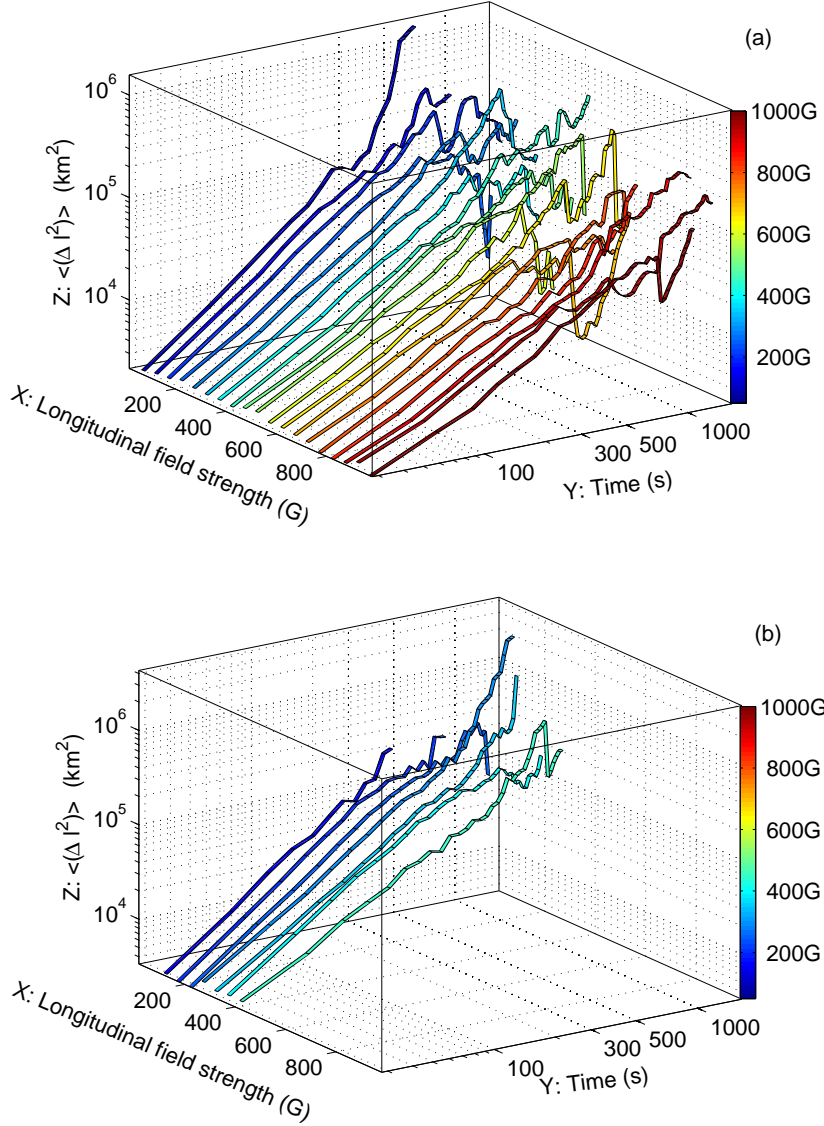 (a)
10^6
10^5
10^4
Z: <(Δ l^2)> (km^2)
200
400
600
800
X: Longitudinal field strength (G)
100
300
500
1000
Y: Time (s)
1000G
800G
600G
400G
200G
(b)
10^6
10^5
10^4
Z: <(Δ l^2)> (km^2)
200
400
600
800
X: Longitudinal field strength (G)
100
300
500
1000
Y: Time (s)
1000G
800G
600G
400G
200G